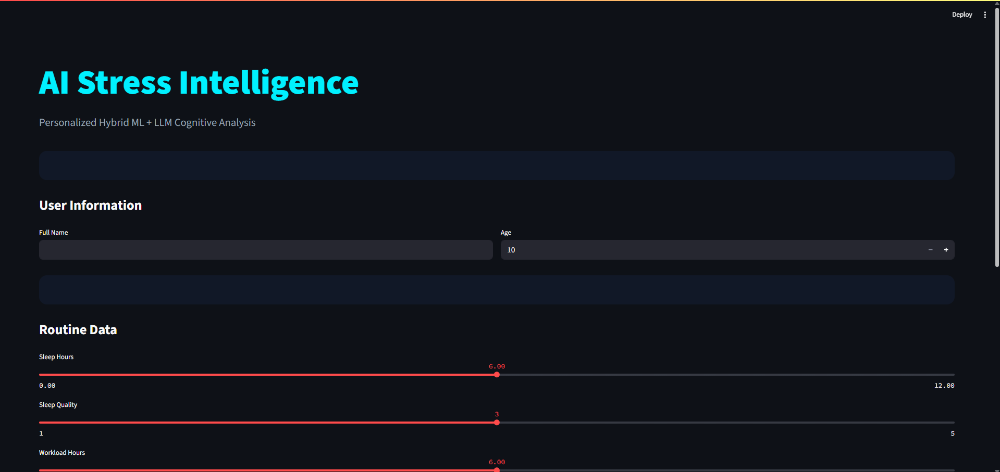 Deploy
AI Stress Intelligence
Personalized Hybrid ML + LLM Cognitive Analysis
User Information
Full Name
Age
10
Routine Data
Sleep Hours
6.00
0.00
12.00
Sleep Quality
3
1
5
Workload Hours
6.00